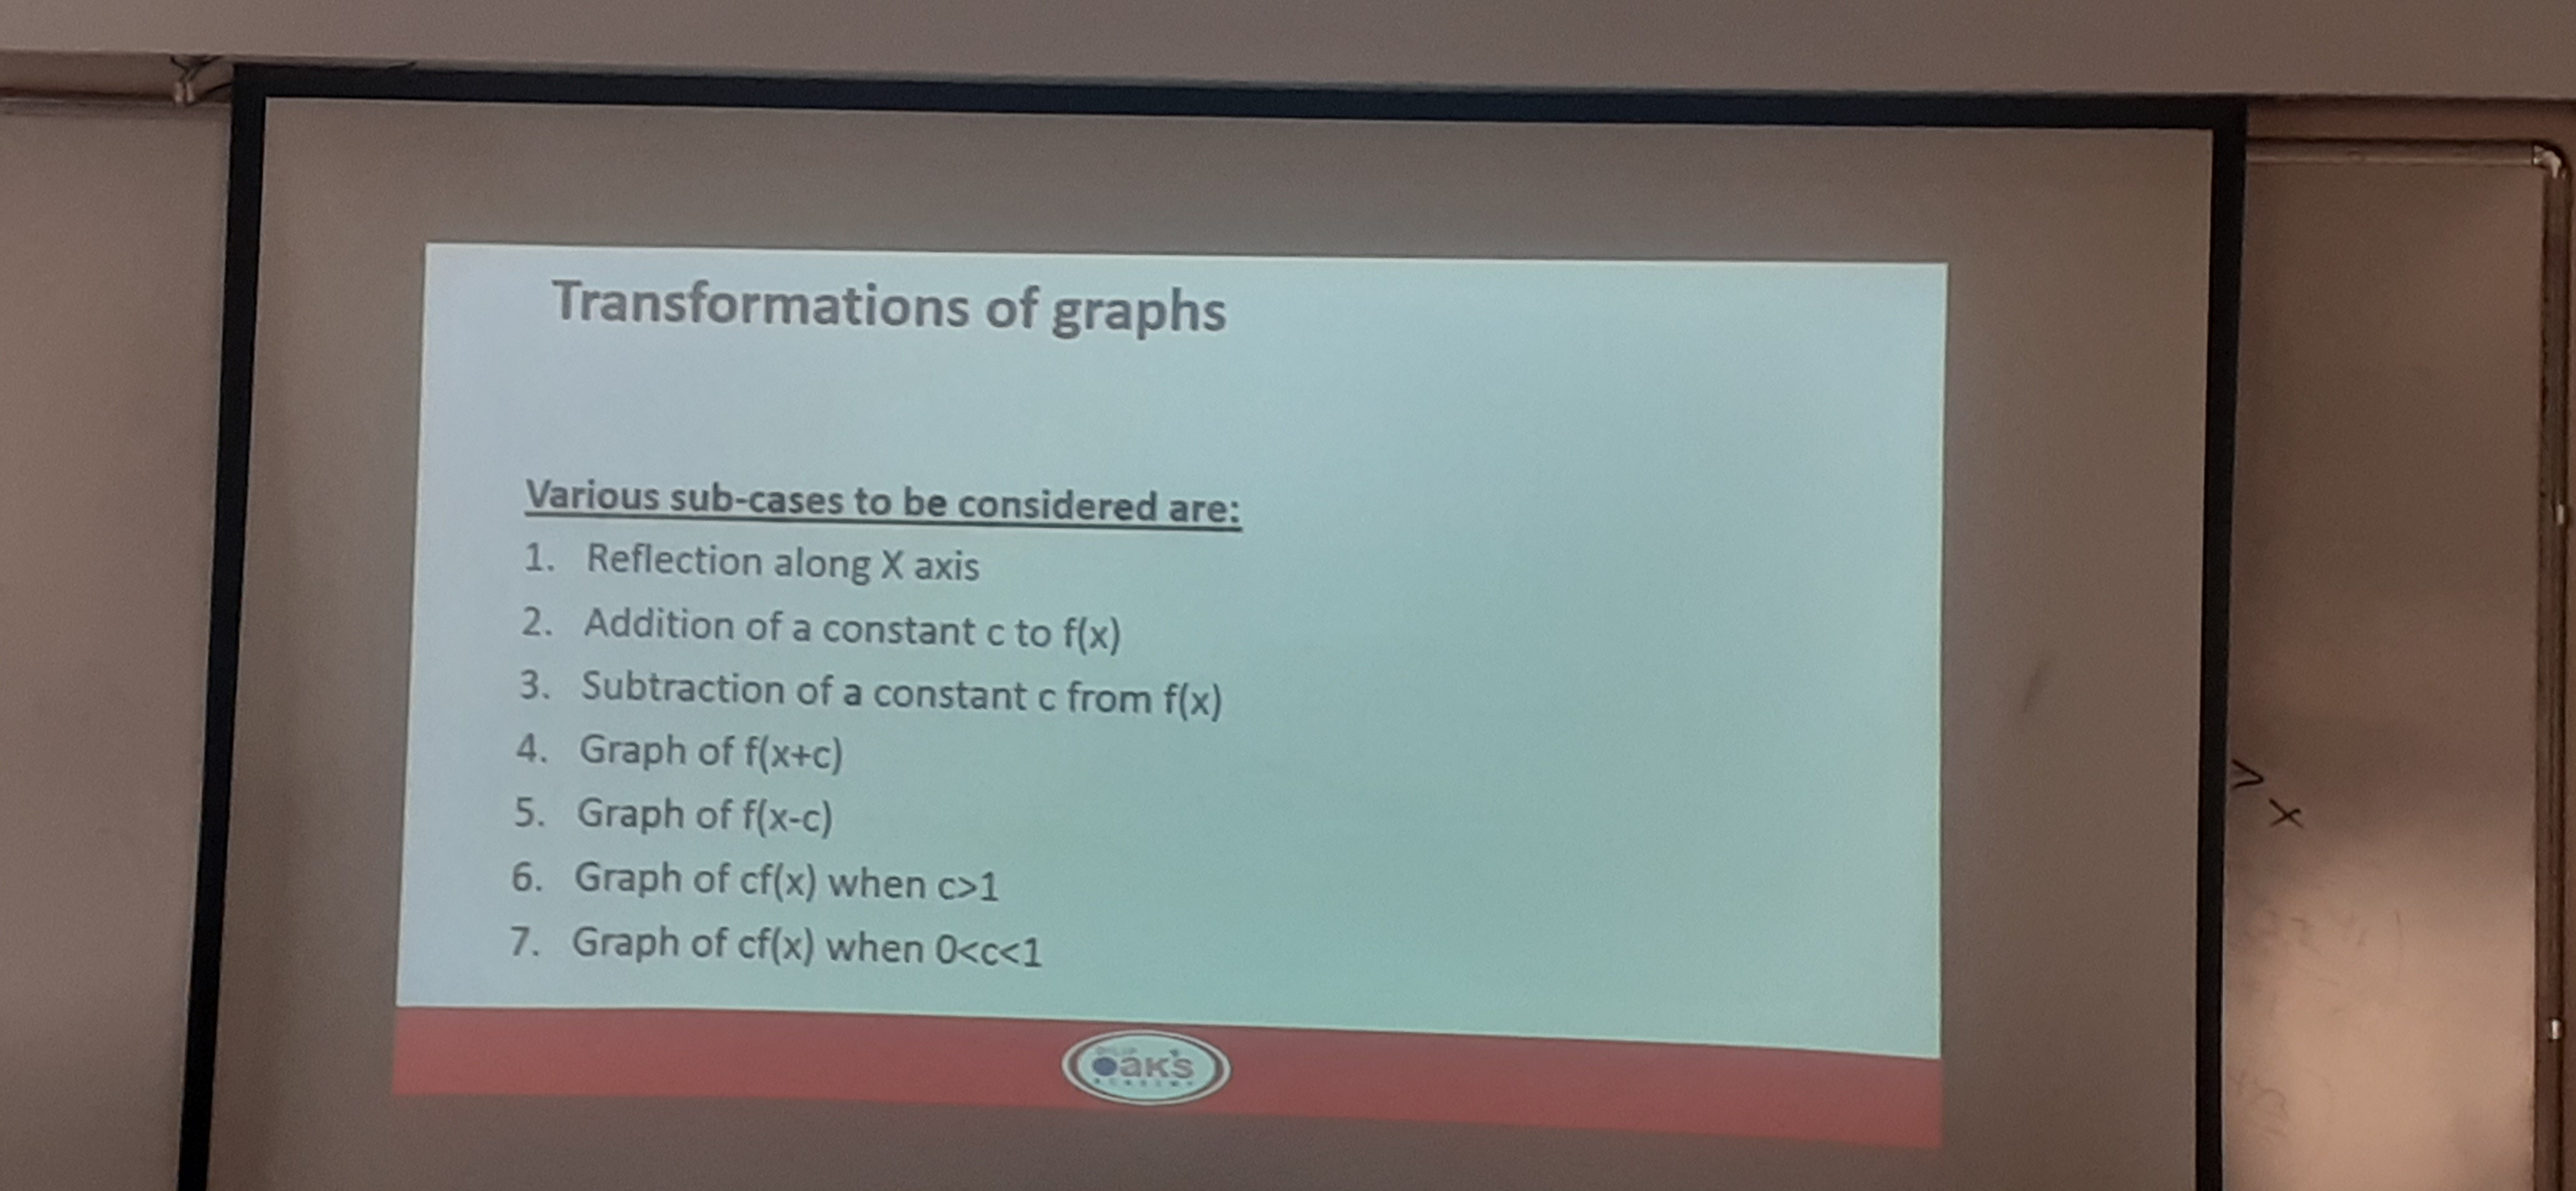 Transformations of graphs
Various sub-cases to be considered are:
1. Reflection along X axis
2. Addition of a constant c to f(x)
3. Subtraction of a constant c from f(x)
4. Graph of f(x+c)
5. Graph of f(x-c)
6. Graph of cf(x) when c>1
7. Graph of cf(x) when 0<c<1
OAK'S
ACADEMY
x